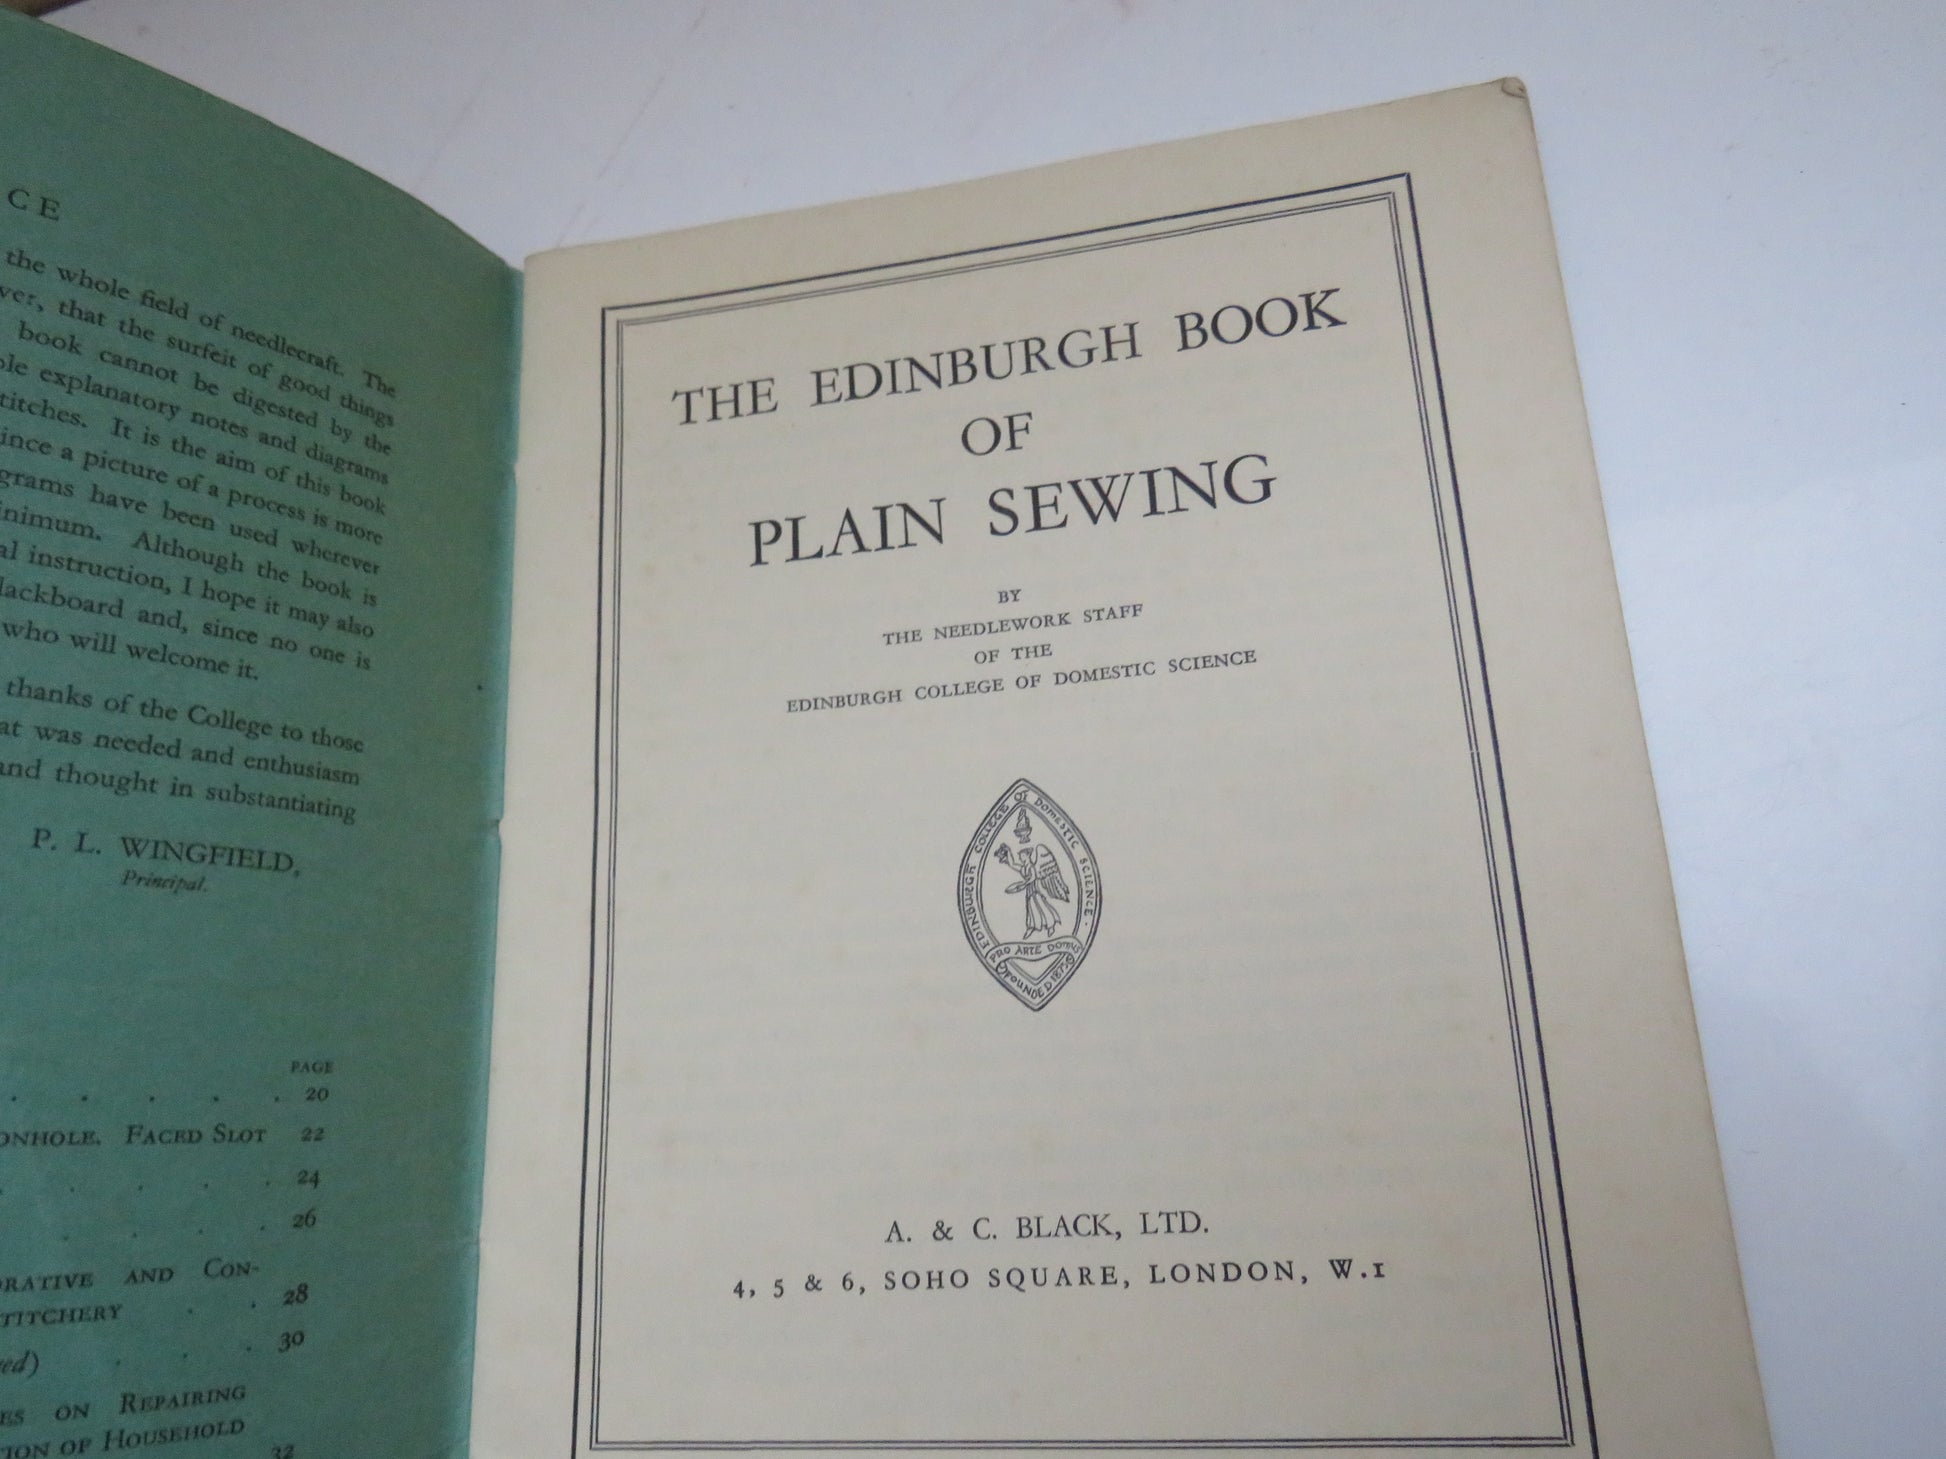 CE
the whole field of needlecraft. The
ver, that the surfeit of good things
book cannot be digested by the
ple explanatory notes and diagrams
titches. It is the aim of this book
ince a picture of a process is more
grams have been used wherever
inimum. Although the book is
al instruction, I hope it may also
lackboard and, since no one is
who will welcome it.
thanks of the College to those
at was needed and enthusiasm
and thought in substantiating
P. L. WINGFIELD,
Principal.
PAGE
. . . . . 20
ONHOLE. FACED SLOT 22
. . . . . 24
. . . 26
ORATIVE AND CON-
TITCHERY . . 28
ed) . . . 30
ES ON REPAIRING
ION OF HOUSEHOLD
32
THE EDINBURGH BOOK
OF
PLAIN SEWING
BY
THE NEEDLEWORK STAFF
OF THE
EDINBURGH COLLEGE OF DOMESTIC SCIENCE
EDINBURGH COLLEGE OF DOMESTIC SCIENCE.
PRO ARTE DOMUS
FOUNDED 1875
A. & C. BLACK, LTD.
4, 5 & 6, SOHO SQUARE, LONDON, W.1